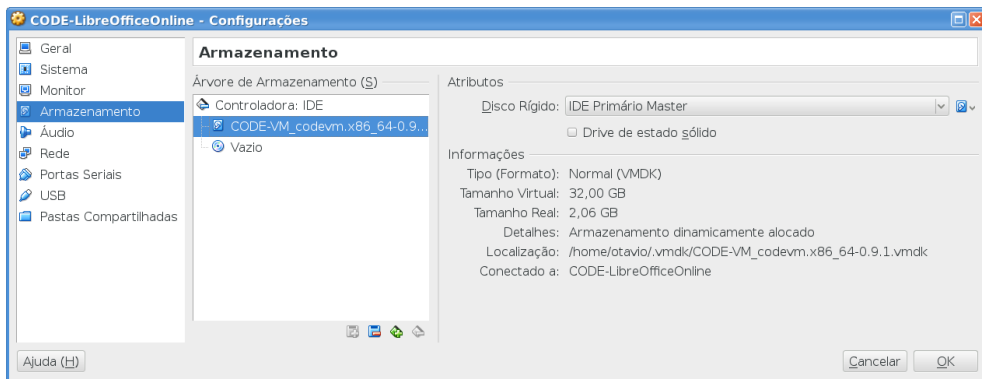 CODE-LibreOfficeOnline - Configurações
Geral
Sistema
Monitor
Armazenamento
Áudio
Rede
Portas Seriais
USB
Pastas Compartilhadas
Armazenamento
Árvore de Armazenamento (S)
Controladora: IDE
CODE-VM_codevm.x86_64-0.9...
Vazio
Atributos
Disco Rígido: IDE Primário Master
Drive de estado sólido
Informações
Tipo (Formato): Normal (VMDK)
Tamanho Virtual: 32,00 GB
Tamanho Real: 2,06 GB
Detalhes: Armazenamento dinamicamente alocado
Localização: /home/otavio/.vmdk/CODE-VM_codevm.x86_64-0.9.1.vmdk
Conectado a: CODE-LibreOfficeOnline
Ajuda (H)
Cancelar
OK